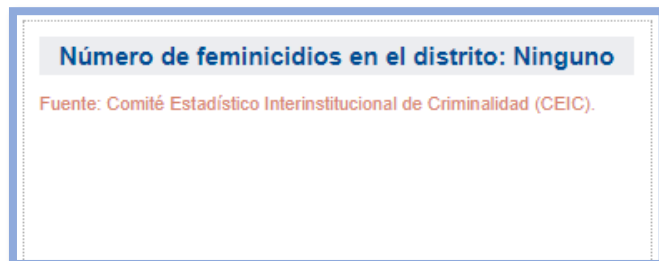 Número de feminicidios en el distrito: Ninguno
Fuente: Comité Estadístico Interinstitucional de Criminalidad (CEIC).